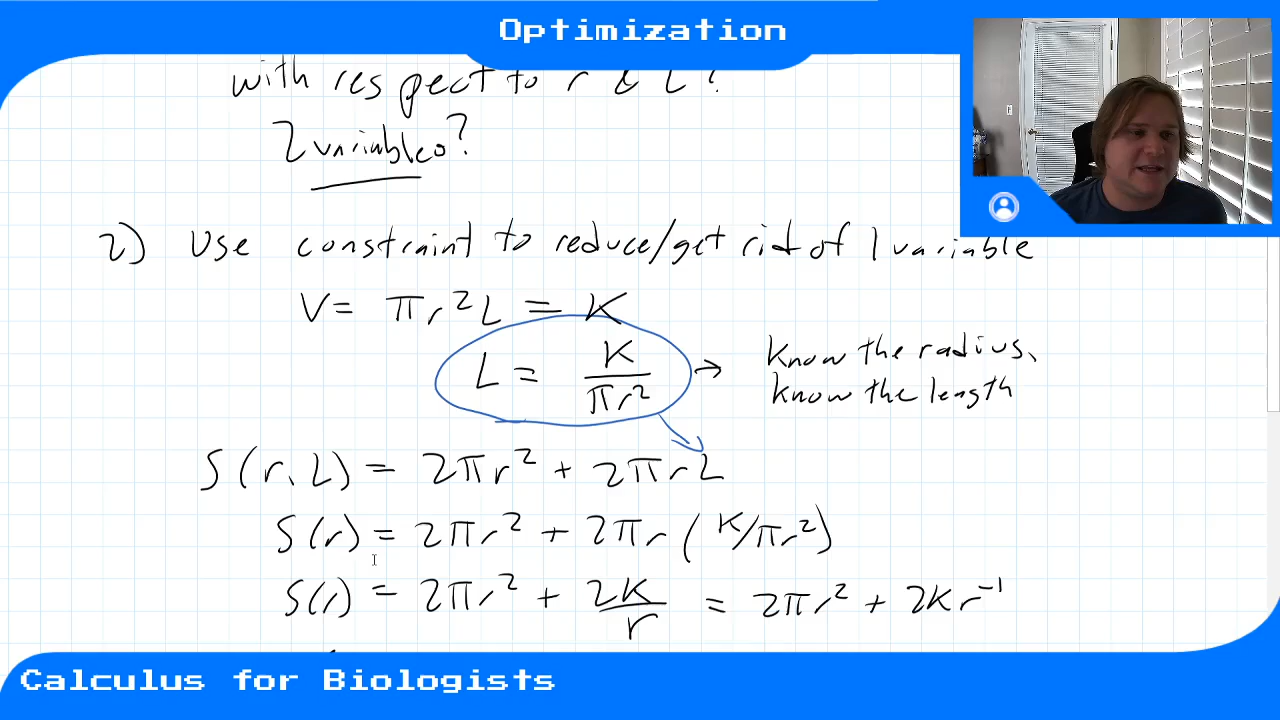 Optimization
with respect to r & L?
2 variables?
2) Use constraint to reduce/get rid of 1 variable
V = πr²L = K
L = K/πr² → Know the radius, know the length
S(r, L) = 2πr² + 2πrL
S(r) = 2πr² + 2πr (K/πr²)
S(r) = 2πr² + 2K/r = 2πr² + 2Kr⁻¹
Calculus for Biologists